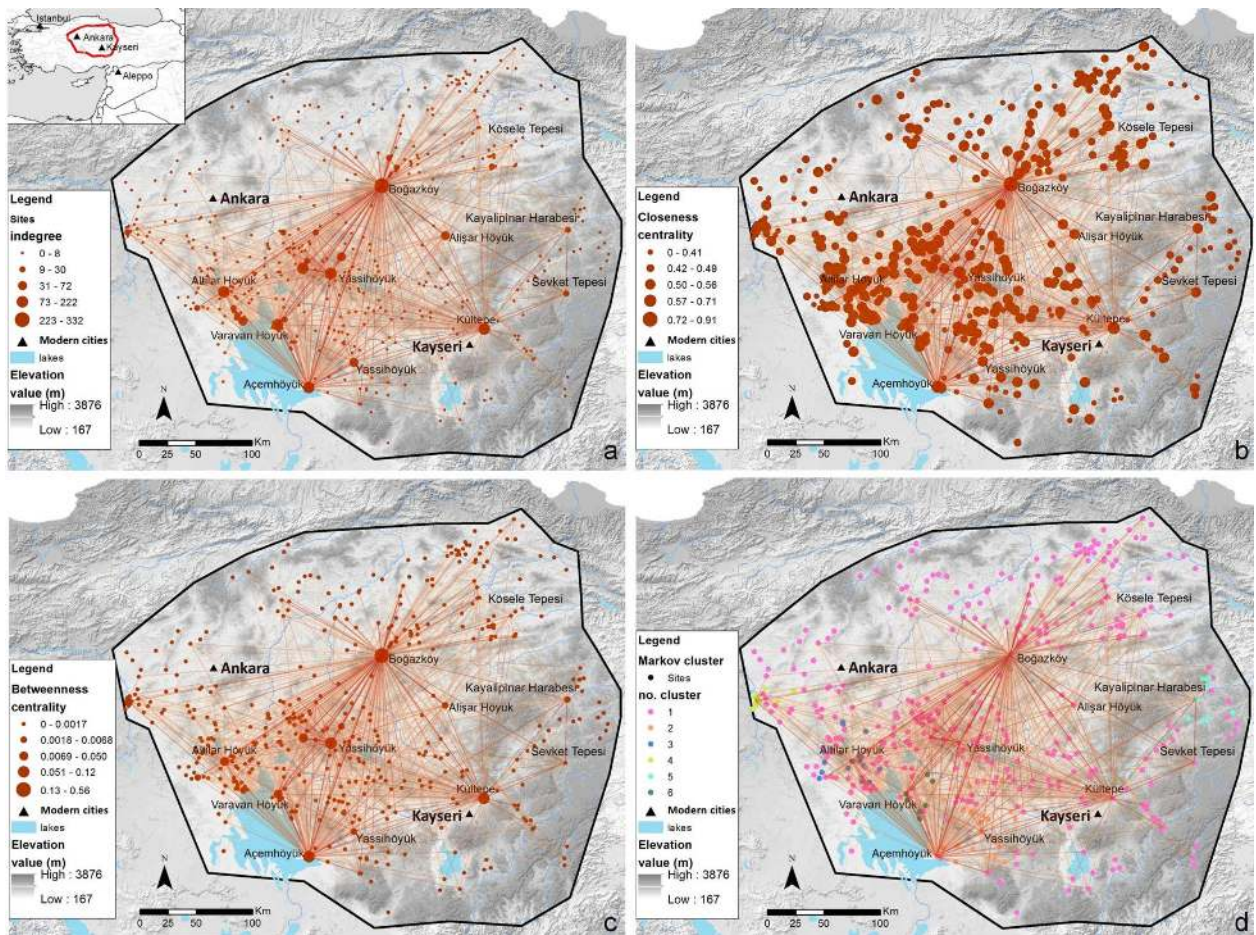 Istanbul
Ankara
Kayseri
Aleppo
Kösele Tepesi
Boğazköy
Ankara
Kayalipinar Harabesi
Alişar Höyük
Yassihöyük
Sevket Tepesi
Varavan Höyük
Kültepe
Kayseri
Yassihöyük
Açemhöyük
Legend
Sites
indegree
0 - 8
9 - 30
31 - 72
73 - 222
223 - 332
Modern cities
lakes
Elevation
value (m)
High : 3876
Low : 167
N
Km
0 25 50 100
a
Kösele Tepesi
Boğazköy
Ankara
Kayalipinar Harabesi
Alişar Höyük
Yassihöyük
Sevket Tepesi
Varavan Höyük
Kültepe
Kayseri
Yassihöyük
Açemhöyük
Legend
Closeness
centrality
0 - 0.41
0.42 - 0.49
0.50 - 0.56
0.57 - 0.71
0.72 - 0.91
Modern cities
lakes
Elevation
value (m)
High : 3876
Low : 167
N
Km
0 25 50 100
b
Kösele Tepesi
Boğazköy
Ankara
Kayalipinar Harabesi
Alişar Höyük
Yassihöyük
Sevket Tepesi
Varavan Höyük
Kültepe
Kayseri
Yassihöyük
Açemhöyük
Legend
Betweenness
centrality
0 - 0.0017
0.0018 - 0.0068
0.0069 - 0.050
0.051 - 0.12
0.13 - 0.56
Modern cities
lakes
Elevation
value (m)
High : 3876
Low : 167
N
Km
0 25 50 100
c
Kösele Tepesi
Boğazköy
Ankara
Kayalipinar Harabesi
Alişar Höyük
Yassihöyük
Sevket Tepesi
Varavan Höyük
Kültepe
Kayseri
Yassihöyük
Açemhöyük
Legend
Markov cluster
Sites
no. cluster
1
2
3
4
5
6
Modern cities
lakes
Elevation
value (m)
High : 3876
Low : 167
N
Km
0 25 50 100
d